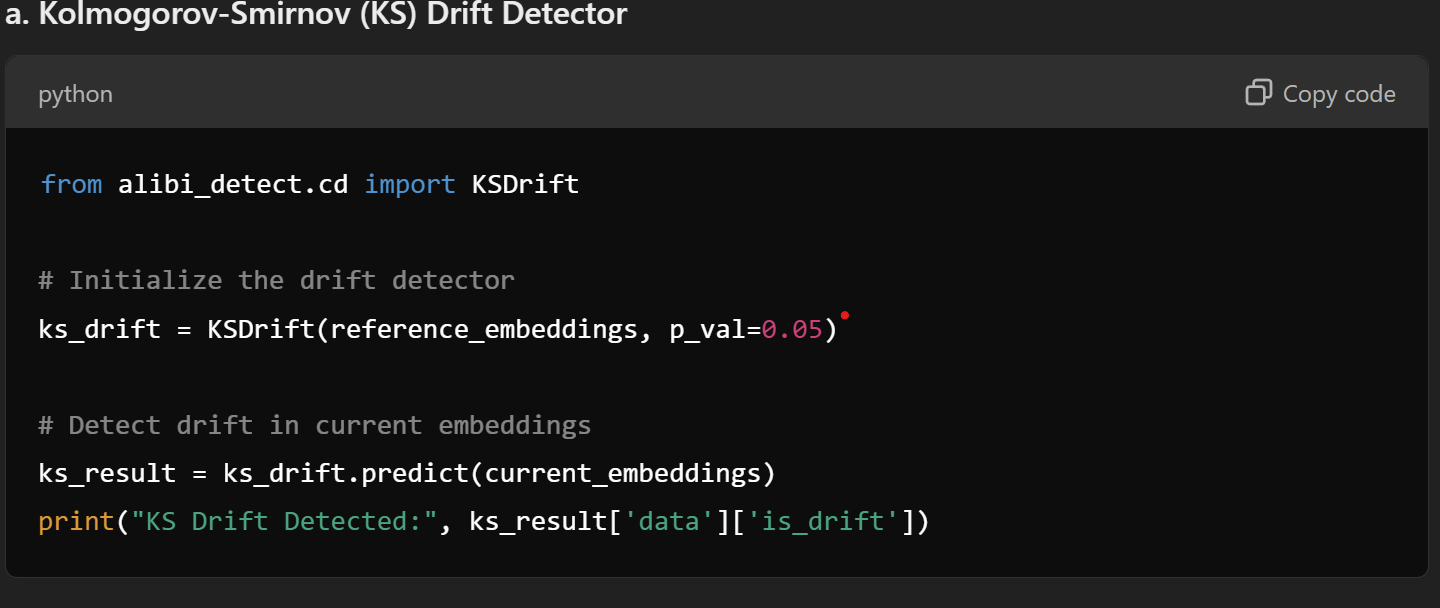 a. Kolmogorov-Smirnov (KS) Drift Detector
python
Copy code
from alibi_detect.cd import KSDrift
# Initialize the drift detector
ks_drift = KSDrift(reference_embeddings, p_val=0.05)
# Detect drift in current embeddings
ks_result = ks_drift.predict(current_embeddings)
print("KS Drift Detected:", ks_result['data']['is_drift'])